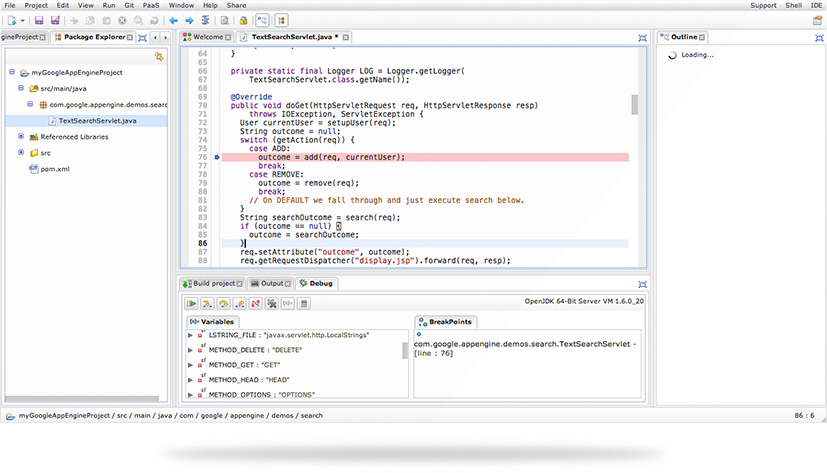 File Project Edit View Run Git PaaS Window Help Share Support Shell IDE
eProject Package Explorer
myGoogleAppEngineProject
src/main/java
com.google.appengine.demos.searc
TextSearchServlet.java
Referenced Libraries
src
pom.xml
Welcome TextSearchServlet.java *
64 }
65
66 private static final Logger LOG = Logger.getLogger(
67 TextSearchServlet.class.getName());
68
69 @Override
70 public void doGet(HttpServletRequest req, HttpServletResponse resp)
71 throws IOException, ServletException {
72 User currentUser = setupUser(req);
73 String outcome = null;
74 switch (getAction(req)) {
75 case ADD:
76 outcome = add(req, currentUser);
77 break;
78 case REMOVE:
79 outcome = remove(req);
80 break;
81 // On DEFAULT we fall through and just execute search below.
82 }
83 String searchOutcome = search(req);
84 if (outcome == null) {
85 outcome = searchOutcome;
86 }
87 req.setAttribute("outcome", outcome);
88 req.getRequestDispatcher("display.jsp").forward(req, resp);
Outline
Loading...
Build project Output Debug
OpenJDK 64-Bit Server VM 1.6.0_20
Variables
LSTRING_FILE : "javax.servlet.http.LocalStrings"
METHOD_DELETE : "DELETE"
METHOD_GET : "GET"
METHOD_HEAD : "HEAD"
METHOD_OPTIONS : "OPTIONS"
BreakPoints
com.google.appengine.demos.search.TextSearchServlet -
[line : 76]
myGoogleAppEngineProject / src / main / java / com / google / appengine / demos / search 86 : 6